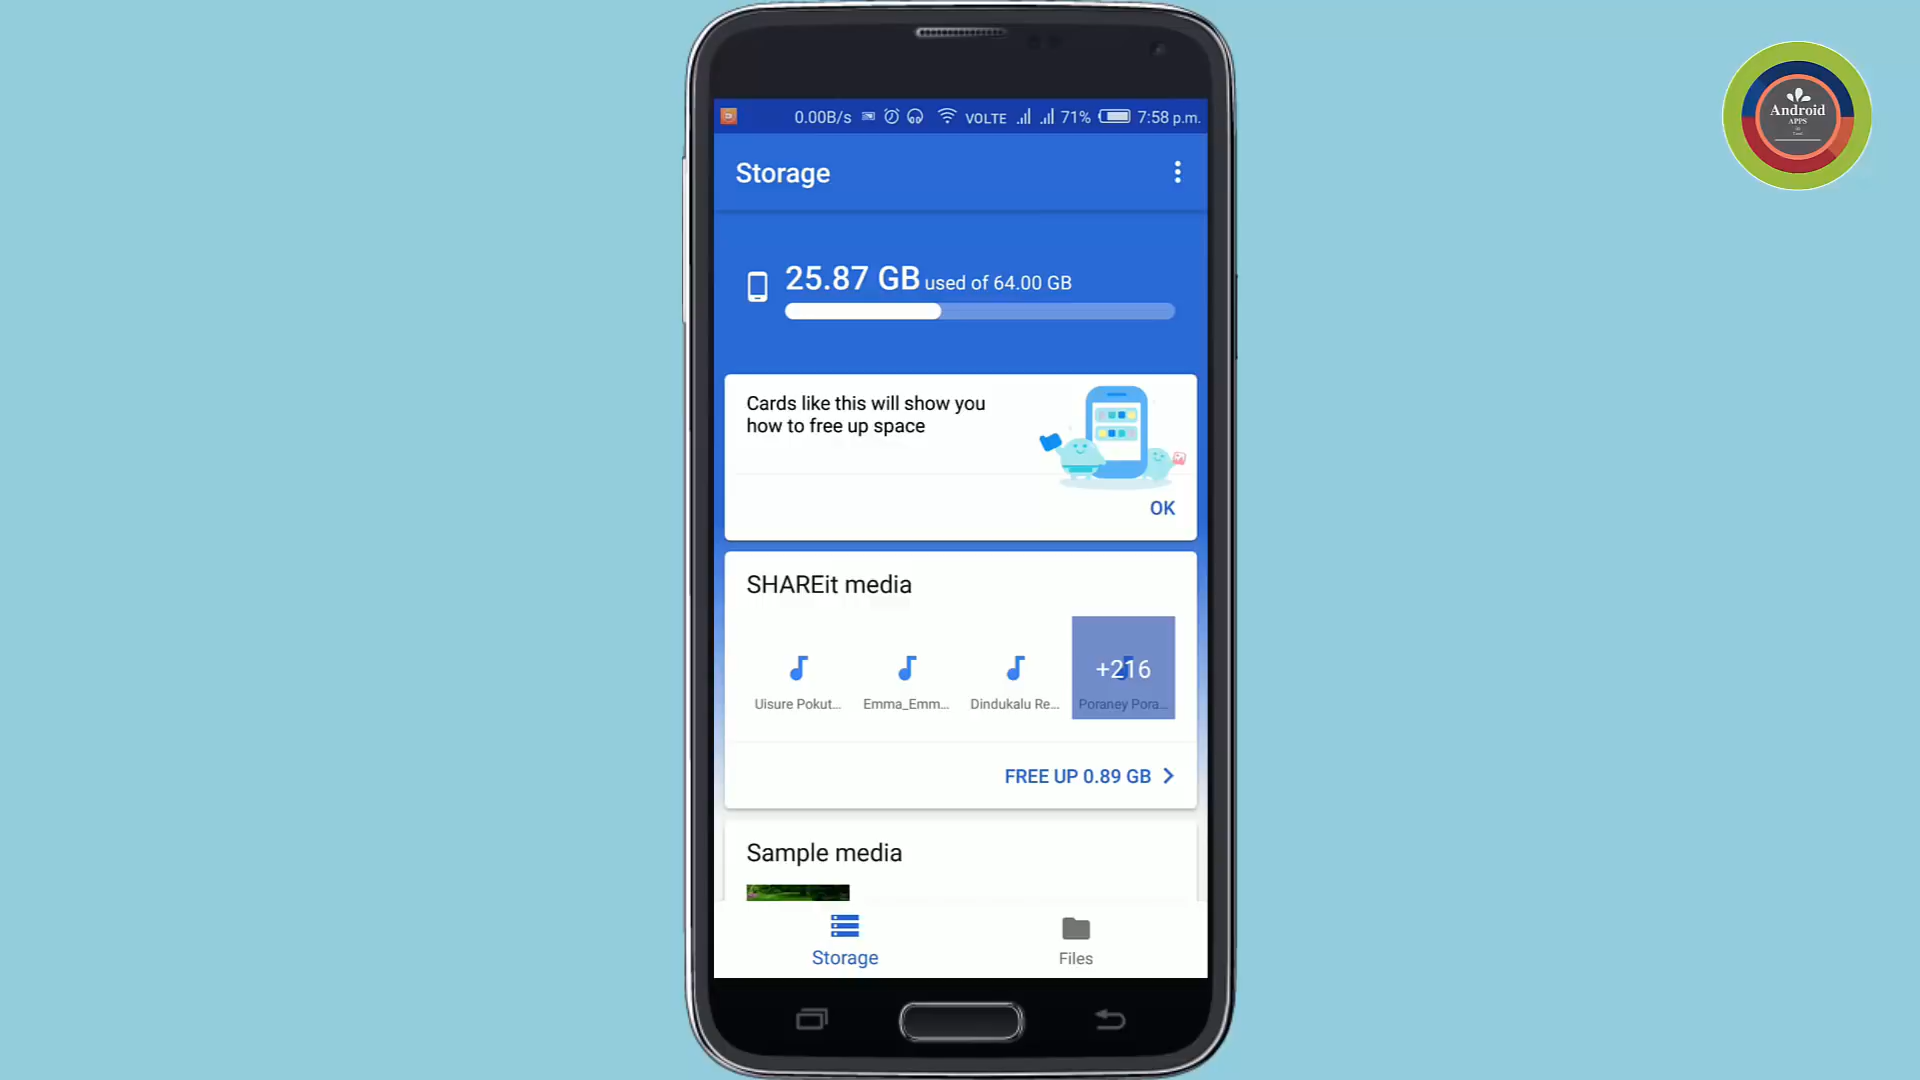 0.00B/s VOLTE 71% 7:58 p.m.
Android
APPS
Storage
25.87 GB used of 64.00 GB
Cards like this will show you
how to free up space
OK
SHAREit media
+216
Uisure Pokut... Emma_Emm... Dindukalu Re... Poraney Pora...
FREE UP 0.89 GB
Sample media
Storage
Files